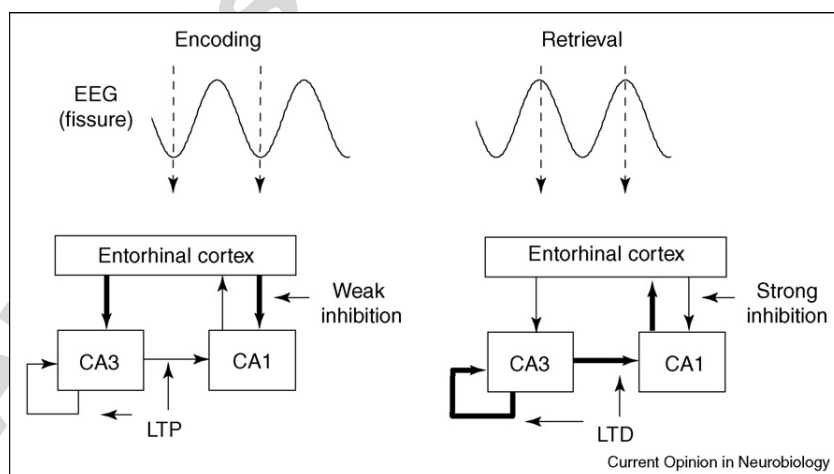 Encoding
Retrieval
EEG
(fissure)
Entorhinal cortex
Weak
inhibition
CA3
CA1
LTP
Entorhinal cortex
Strong
inhibition
CA3
CA1
LTD
Current Opinion in Neurobiology